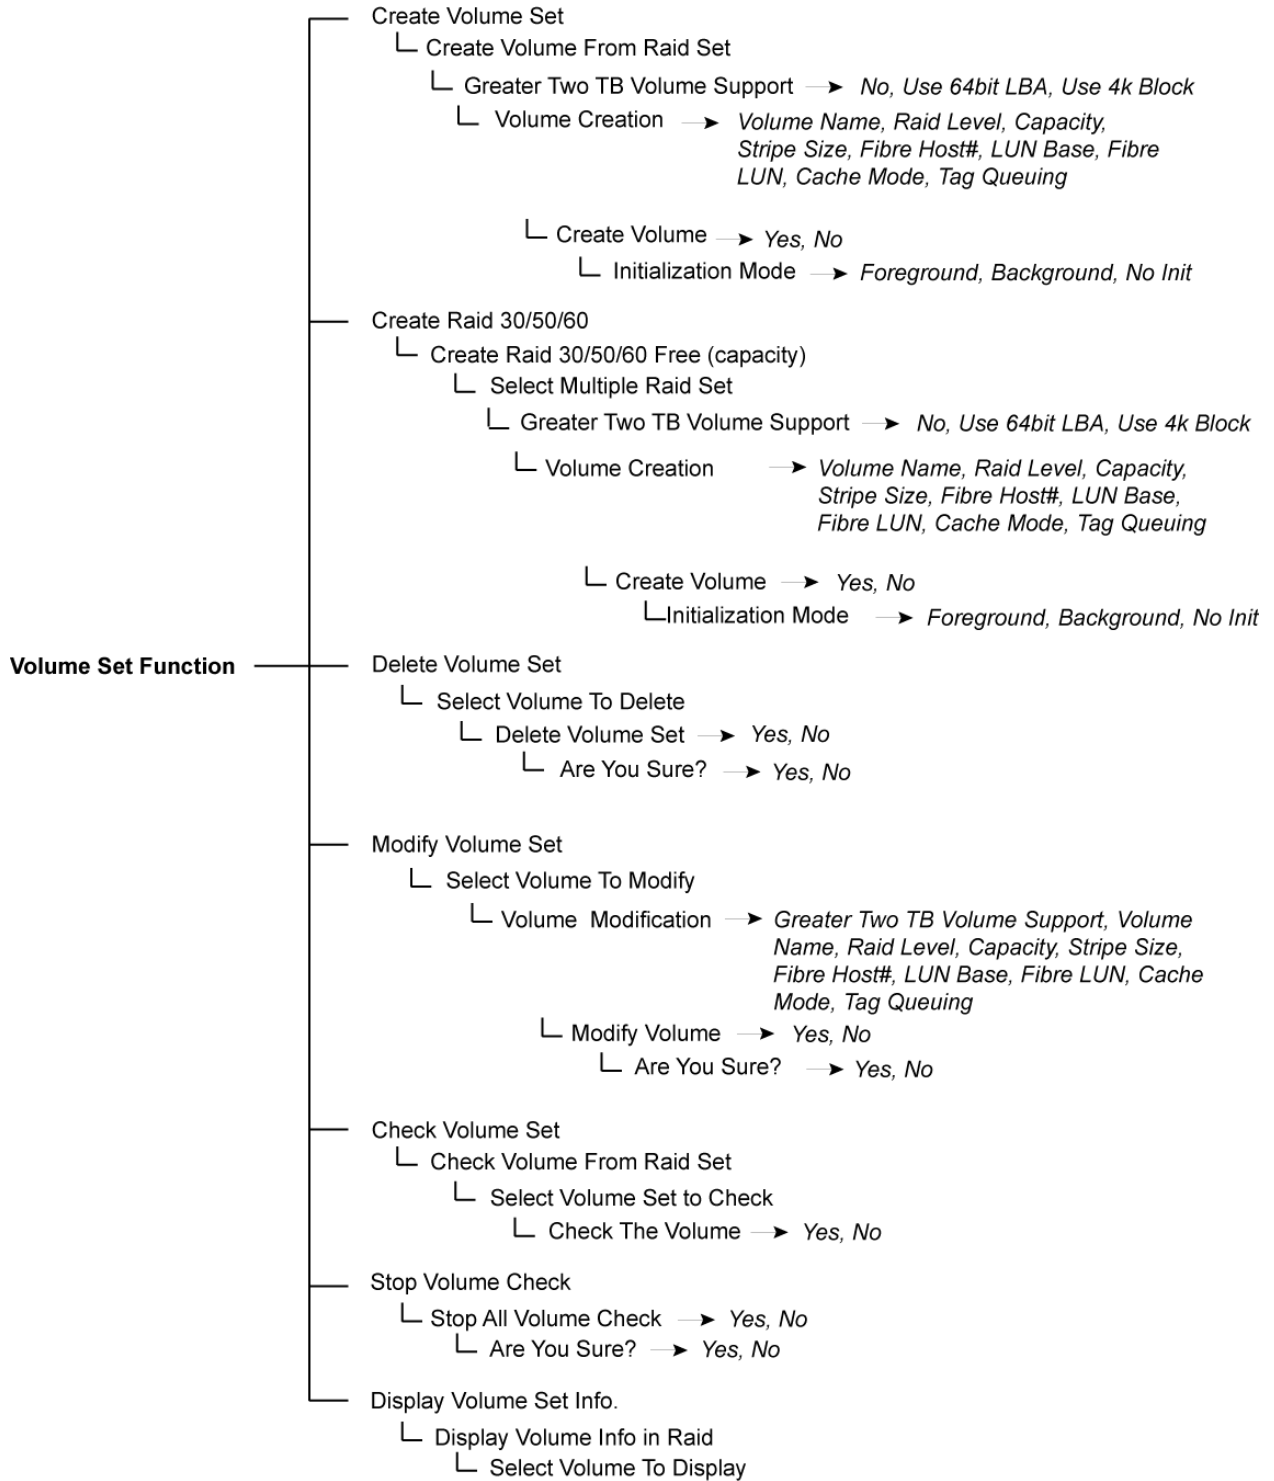 Create Volume Set
Create Volume From Raid Set
Greater Two TB Volume Support No, Use 64bit LBA, Use 4k Block
Volume Creation Volume Name, Raid Level, Capacity,
Stripe Size, Fibre Host#, LUN Base, Fibre
LUN, Cache Mode, Tag Queuing
Create Volume Yes, No
Initialization Mode Foreground, Background, No Init
Create Raid 30/50/60
Create Raid 30/50/60 Free (capacity)
Select Multiple Raid Set
Greater Two TB Volume Support No, Use 64bit LBA, Use 4k Block
Volume Creation Volume Name, Raid Level, Capacity,
Stripe Size, Fibre Host#, LUN Base,
Fibre LUN, Cache Mode, Tag Queuing
Create Volume Yes, No
Initialization Mode Foreground, Background, No Init
Volume Set Function Delete Volume Set
Select Volume To Delete
Delete Volume Set Yes, No
Are You Sure? Yes, No
Modify Volume Set
Select Volume To Modify
Volume Modification Greater Two TB Volume Support, Volume
Name, Raid Level, Capacity, Stripe Size,
Fibre Host#, LUN Base, Fibre LUN, Cache
Mode, Tag Queuing
Modify Volume Yes, No
Are You Sure? Yes, No
Check Volume Set
Check Volume From Raid Set
Select Volume Set to Check
Check The Volume Yes, No
Stop Volume Check
Stop All Volume Check Yes, No
Are You Sure? Yes, No
Display Volume Set Info.
Display Volume Info in Raid
Select Volume To Display